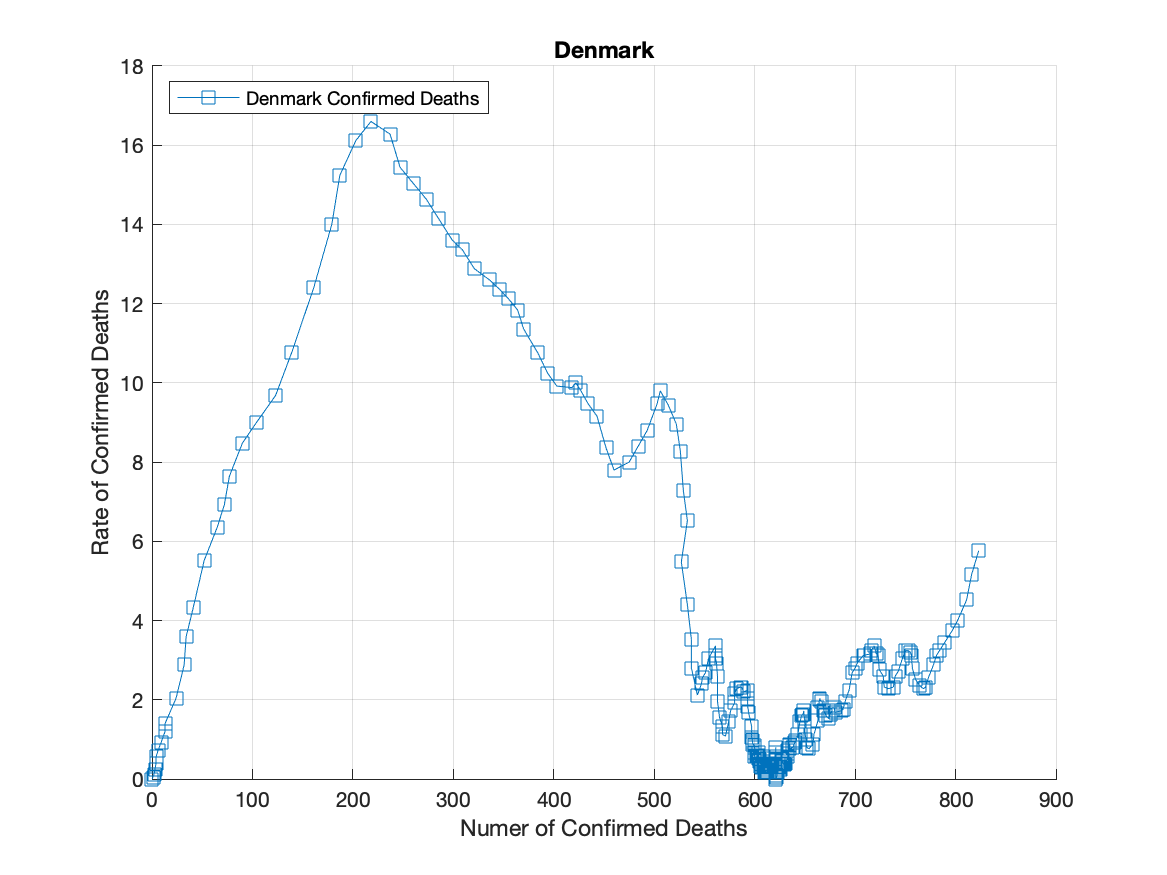 Denmark
Denmark Confirmed Deaths
18
16
14
12
10
8
6
4
2
0
Rate of Confirmed Deaths
0 100 200 300 400 500 600 700 800 900
Numer of Confirmed Deaths